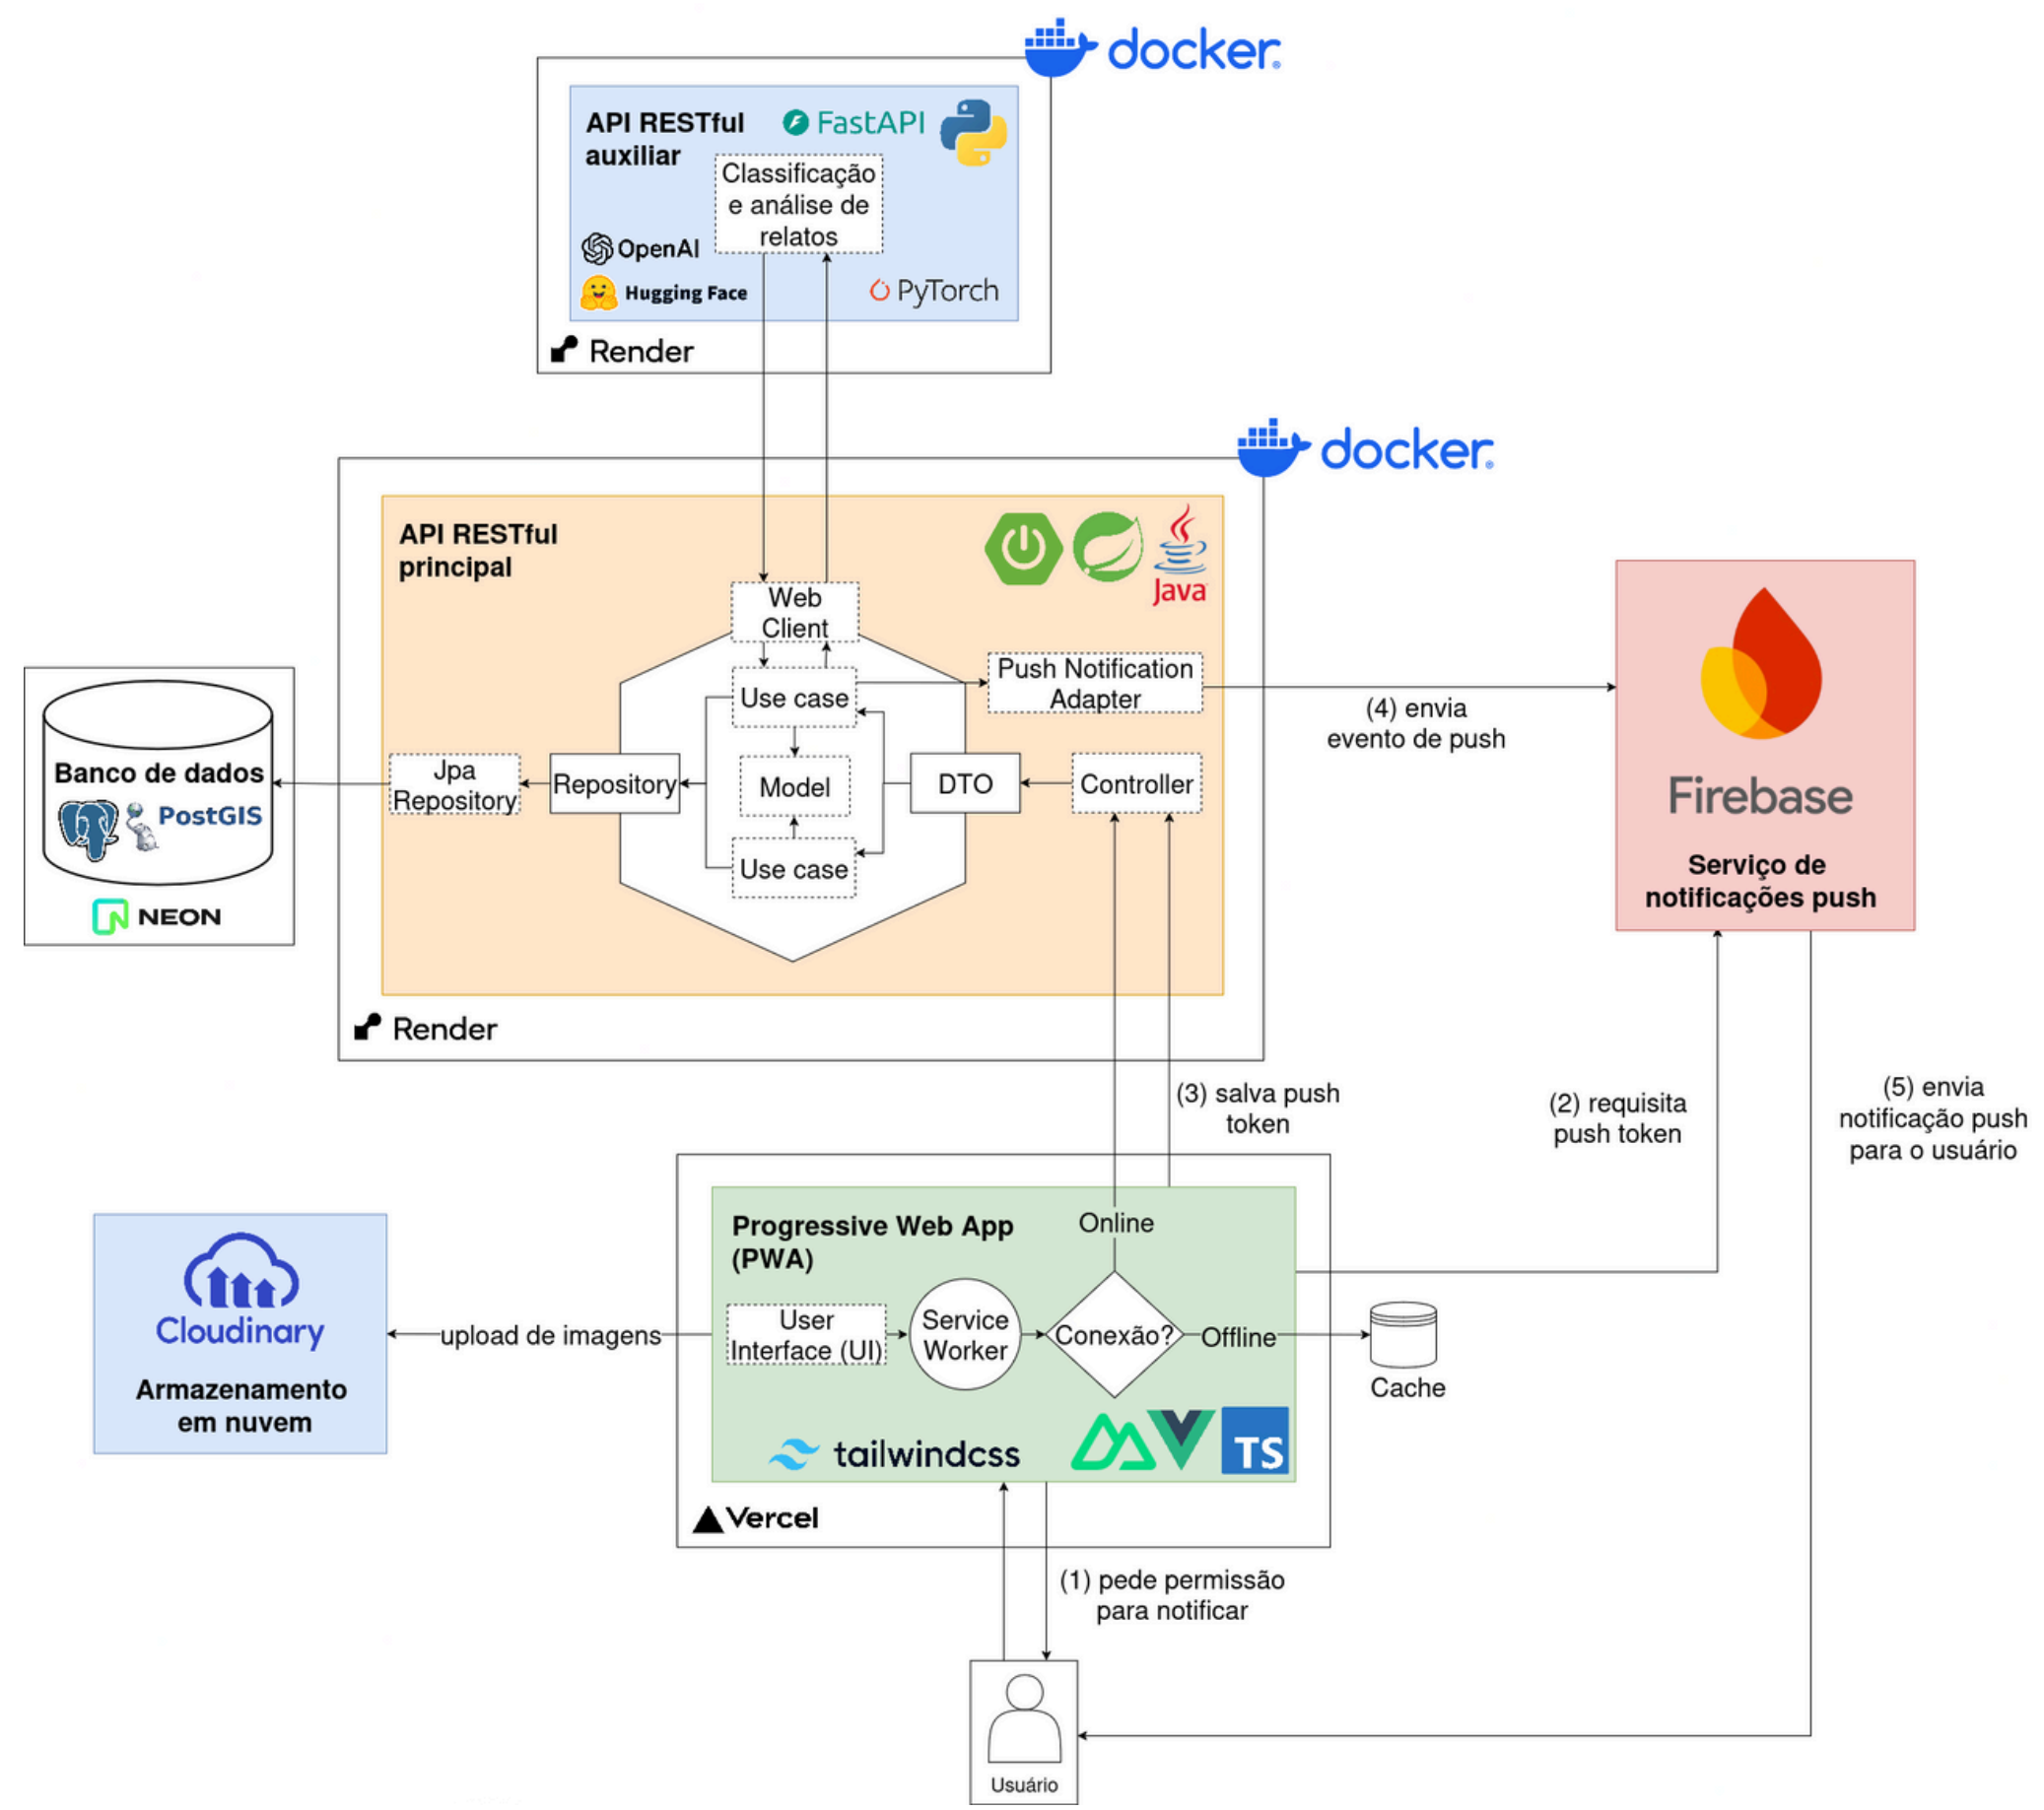 docker
API RESTful
auxiliar
FastAPI
Classificação
e análise de
relatos
OpenAI
Hugging Face
PyTorch
Render
docker
API RESTful
principal
Java
Web
Client
Use case
Push Notification
Adapter
(4) envia
evento de push
Firebase
Serviço de
notificações push
Banco de dados
PostGIS
NEON
Jpa
Repository
Repository
Model
DTO
Controller
Use case
Render
(3) salva push
token
(2) requisita
push token
(5) envia
notificação push
para o usuário
Progressive Web App
(PWA)
Online
Cloudinary
Armazenamento
em nuvem
upload de imagens
User
Interface (UI)
Service
Worker
Conexão?
Offline
Cache
tailwindcss
TS
Vercel
(1) pede permissão
para notificar
Usuário